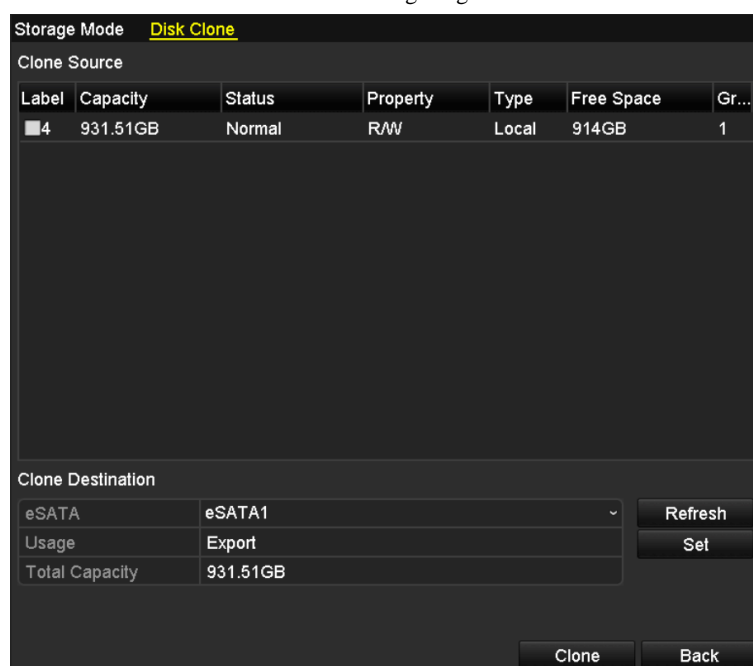 Storage Mode Disk Clone
Clone Source
Label Capacity Status Property Type Free Space Gr...
4 931.51GB Normal R/W Local 914GB 1
Clone Destination
eSATA eSATA1 Refresh
Usage Export Set
Total Capacity 931.51GB
Clone Back